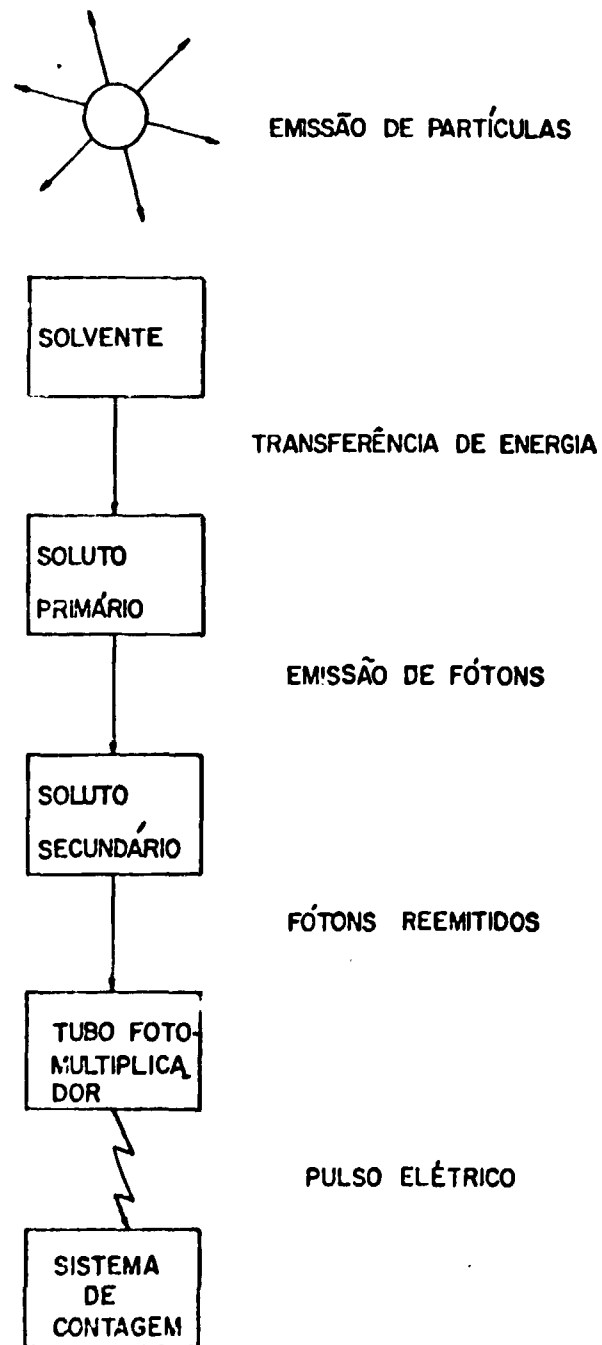 EMISSÃO DE PARTÍCULAS
SOLVENTE
TRANSFERÊNCIA DE ENERGIA
SOLUTO
PRIMÁRIO
EMISSÃO DE FÓTONS
SOLUTO
SECUNDÁRIO
FÓTONS REEMITIDOS
TUBO FOTO-
MULTIPLICA
DOR
PULSO ELÉTRICO
SISTEMA
DE
CONTAGEM